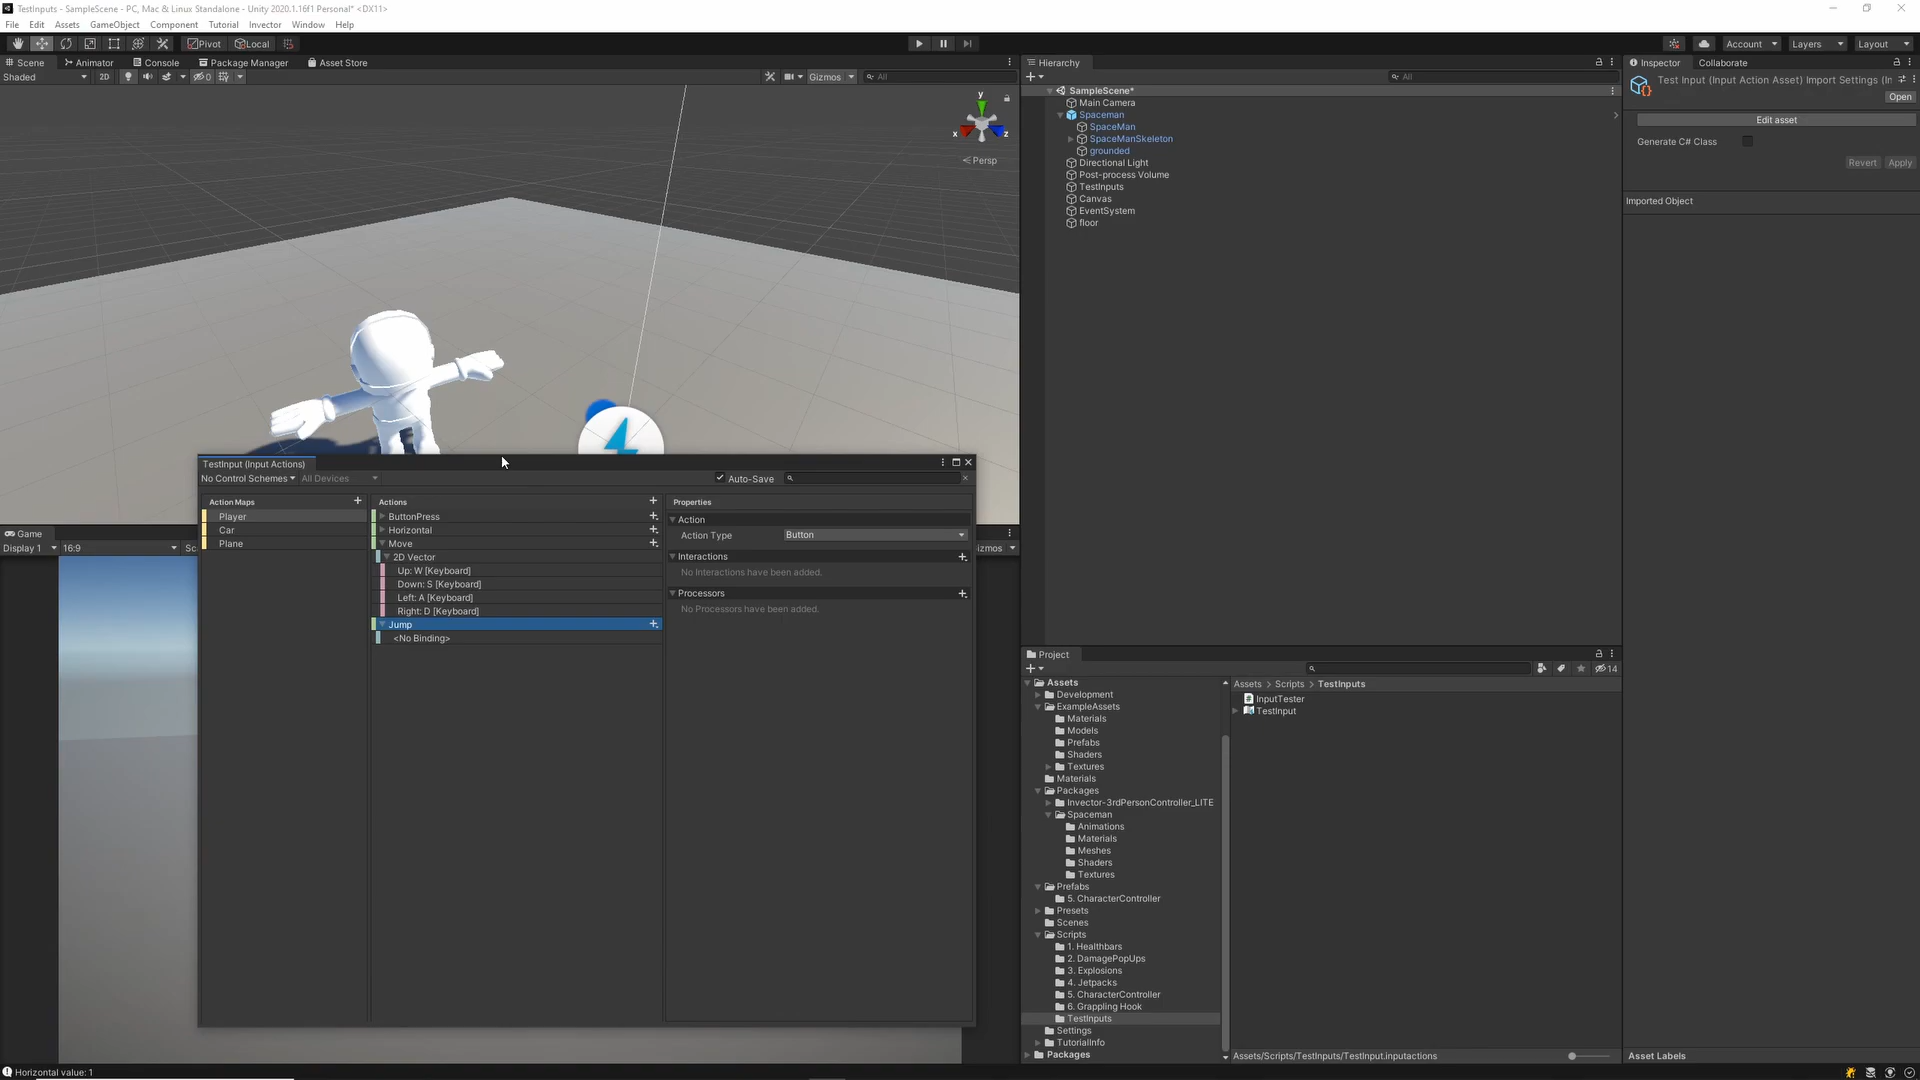 TestInputs - SampleScene - PC, Mac & Linux Standalone - Unity 2020.1.16f1 Personal* <DX11>
File Edit Assets GameObject Component Tutorial Invector Window Help
Pivot Local Account Layers Layout
Scene Animator Console Package Manager Asset Store
Shaded 2D 0 Gizmos All
y
x z
Persp
Hierarchy
All
SampleScene*
Main Camera
Spaceman
SpaceMan
SpaceManSkeleton
grounded
Directional Light
Post-process Volume
TestInputs
Canvas
EventSystem
floor
Inspector Collaborate
Test Input (Input Action Asset) Import Settings (In
Open
Edit asset
Generate C# Class
Revert Apply
Imported Object
Game
Display 1 16:9 Sc
izmos
TestInput (Input Actions)
No Control Schemes All Devices Auto-Save
Action Maps
Player
Car
Plane
Actions
ButtonPress
Horizontal
Move
2D Vector
Up: W [Keyboard]
Down: S [Keyboard]
Left: A [Keyboard]
Right: D [Keyboard]
Jump
<No Binding>
Properties
Action
Action Type Button
Interactions
No Interactions have been added.
Processors
No Processors have been added.
Project
14
Assets
Development
ExampleAssets
Materials
Models
Prefabs
Shaders
Textures
Materials
Packages
Invector-3rdPersonController_LITE
Spaceman
Animations
Materials
Meshes
Shaders
Textures
Prefabs
5. CharacterController
Presets
Scenes
Scripts
1. Healthbars
2. DamagePopUps
3. Explosions
4. Jetpacks
5. CharacterController
6. Grappling Hook
TestInputs
Settings
TutorialInfo
Packages
Assets > Scripts > TestInputs
InputTester
TestInput
Assets/Scripts/TestInputs/TestInput.inputactions
Asset Labels
Horizontal value: 1